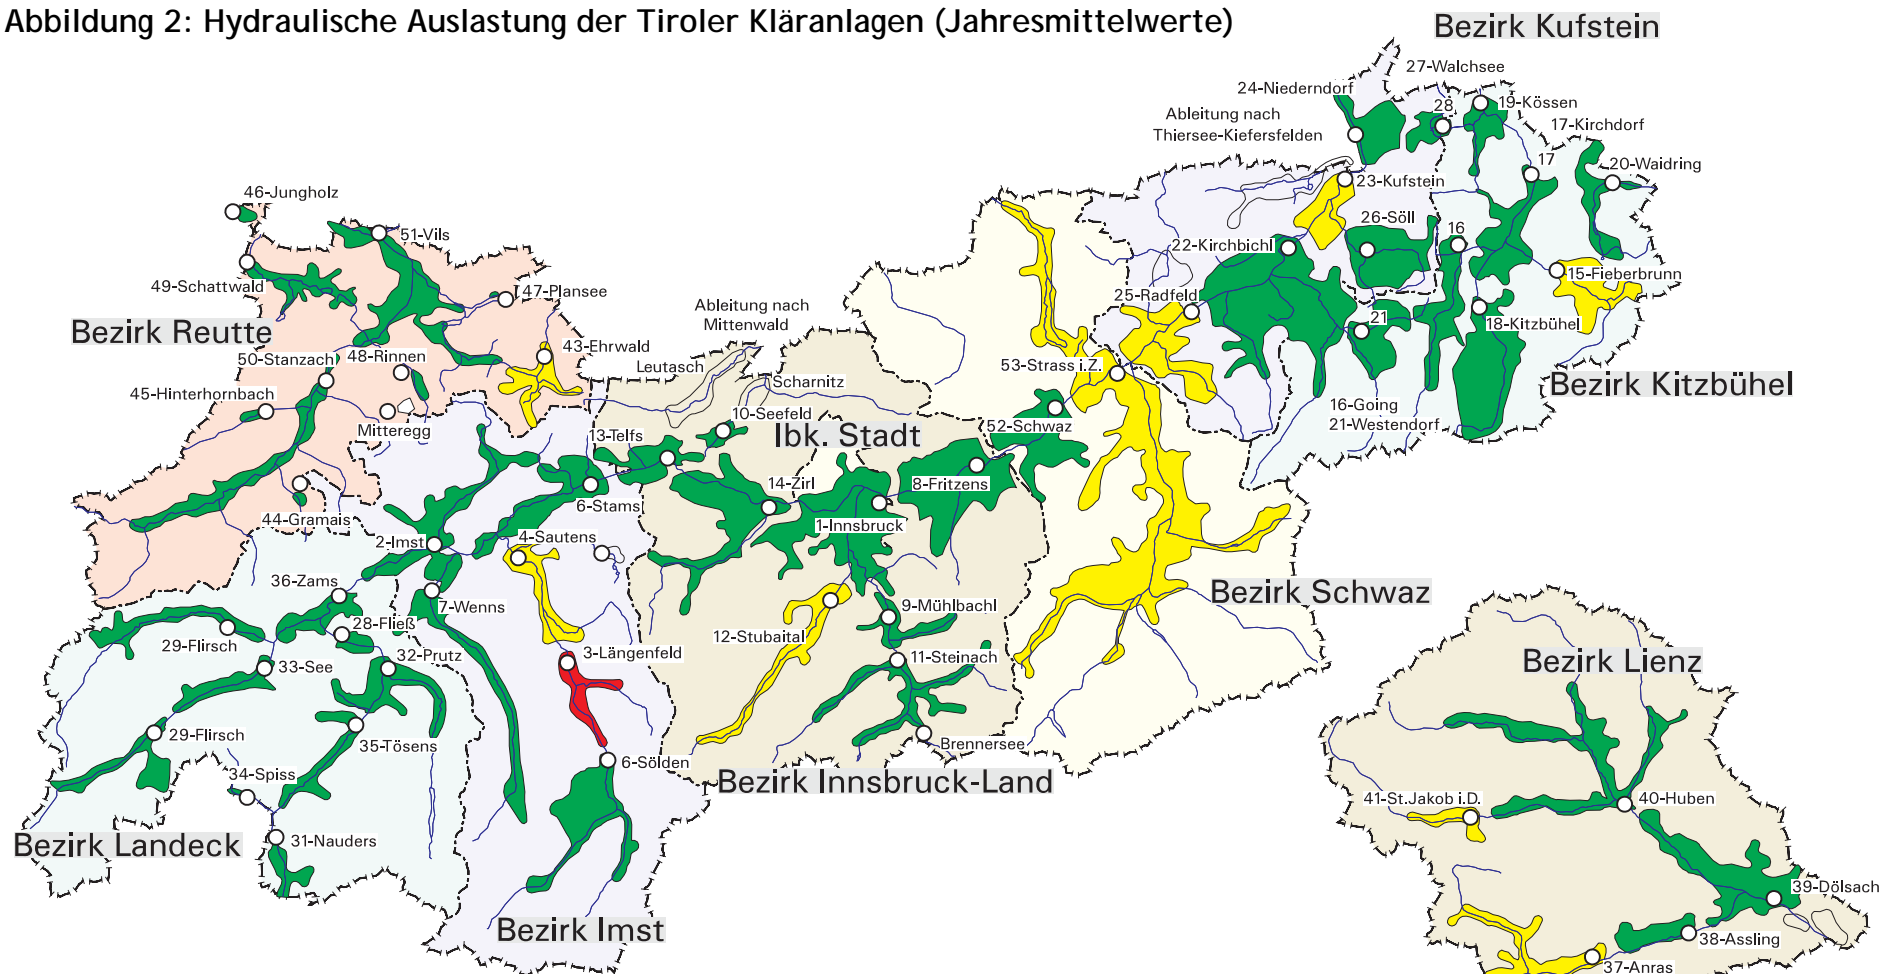 Abbildung 2: Hydraulische Auslastung der Tiroler Kläranlagen (Jahresmittelwerte)
Bezirk Kufstein
27-Walchsee
24-Niederndorf
28
19-Kössen
Ableitung nach
Thiersee-Kiefersfelden
17-Kirchdorf
17
20-Waidring
23-Kufstein
46-Jungholz
26-Söll
16
51-Vils
22-Kirchbichl
15-Fieberbrunn
49-Schattwald
47-Plansee
25-Radfeld
Ableitung nach
Mittenwald
21
18-Kitzbühel
Bezirk Reutte
43-Ehrwald
50-Stanzach
48-Rinnen
Leutasch
53-Strass i.Z.
Scharnitz
Bezirk Kitzbühel
45-Hinterhornbach
16-Going
21-Westendorf
10-Seefeld
Mitteregg
13-Telfs
Ibk. Stadt
52-Schwaz
14-Zirl
8-Fritzens
6-Stams
44-Gramais
1-Innsbruck
2-Imst
4-Sautens
36-Zams
Bezirk Schwaz
7-Wenns
9-Mühlbachl
28-Fließ
12-Stubaital
29-Flirsch
3-Längenfeld
32-Prutz
11-Steinach
33-See
Bezirk Lienz
29-Flirsch
35-Tösens
Brennersee
6-Sölden
34-Spiss
Bezirk Innsbruck-Land
41-St.Jakob i.D.
40-Huben
31-Nauders
Bezirk Landeck
39-Dölsach
Bezirk Imst
38-Assling
37-Anras